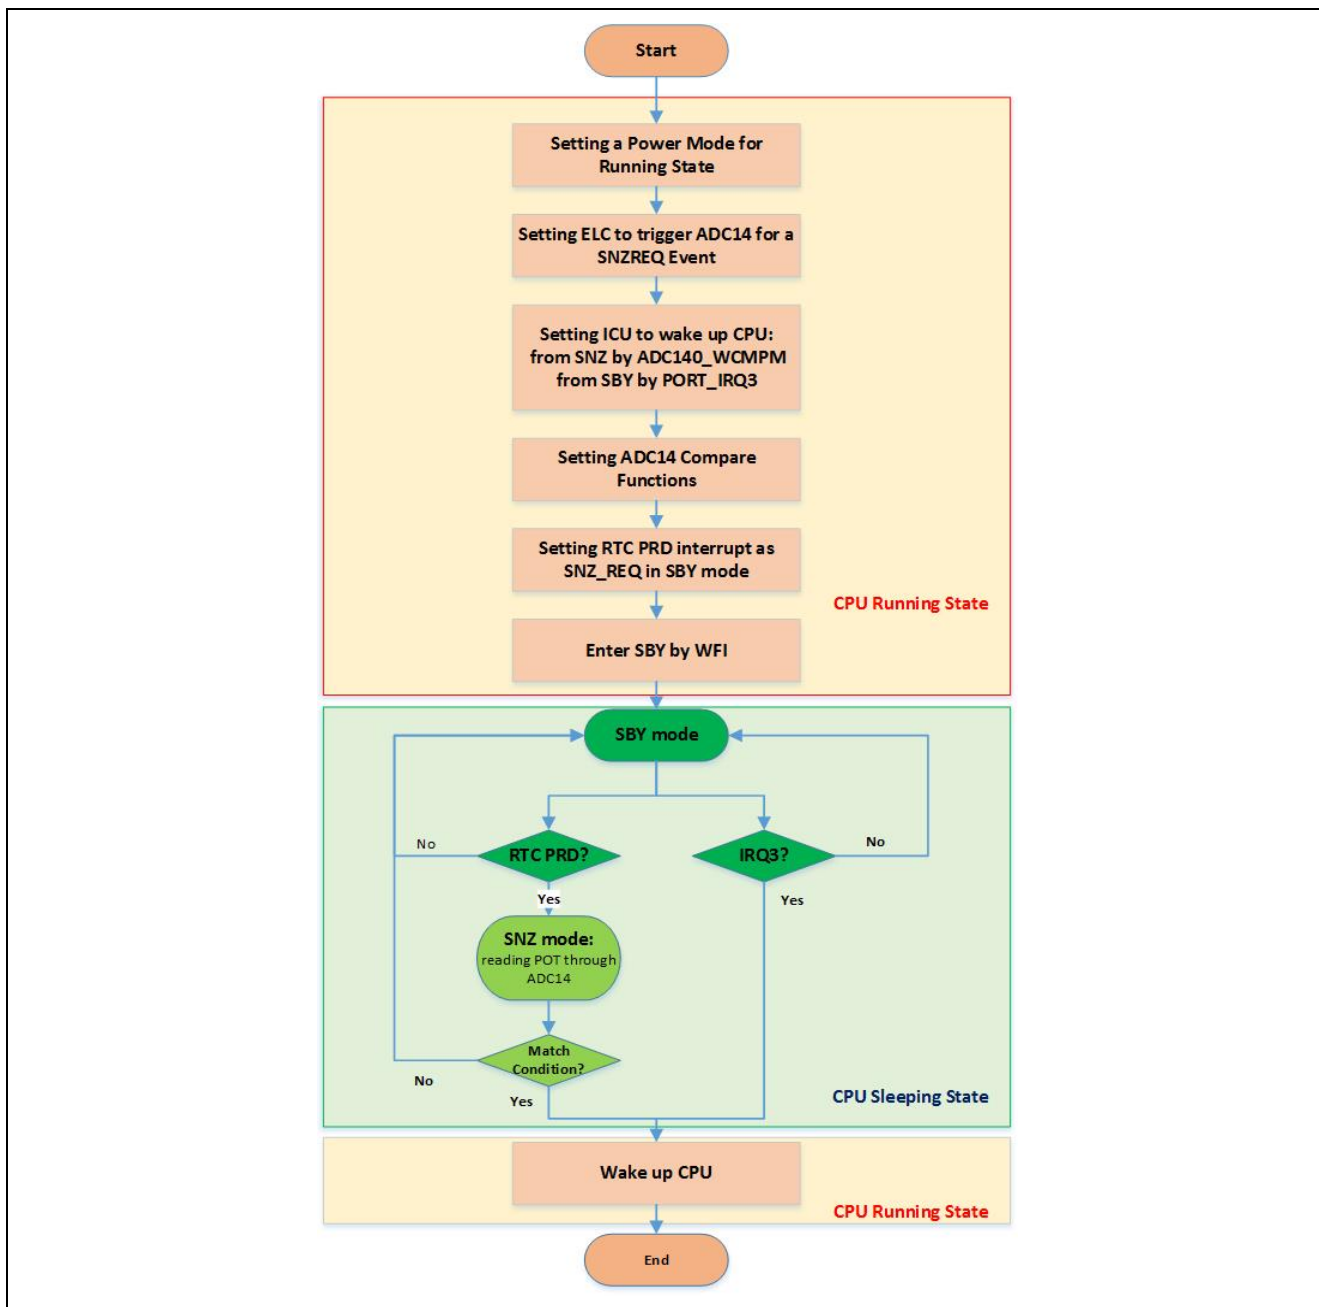 Start
Setting a Power Mode for
Running State
Setting ELC to trigger ADC14 for a
SNZREQ Event
Setting ICU to wake up CPU:
from SNZ by ADC140_WCMPM
from SBY by PORT_IRQ3
Setting ADC14 Compare
Functions
Setting RTC PRD interrupt as
SNZ_REQ in SBY mode
CPU Running State
Enter SBY by WFI
SBY mode
No
RTC PRD?
IRQ3?
No
Yes
Yes
SNZ mode:
reading POT through
ADC14
Match
Condition?
No
Yes
CPU Sleeping State
Wake up CPU
CPU Running State
End